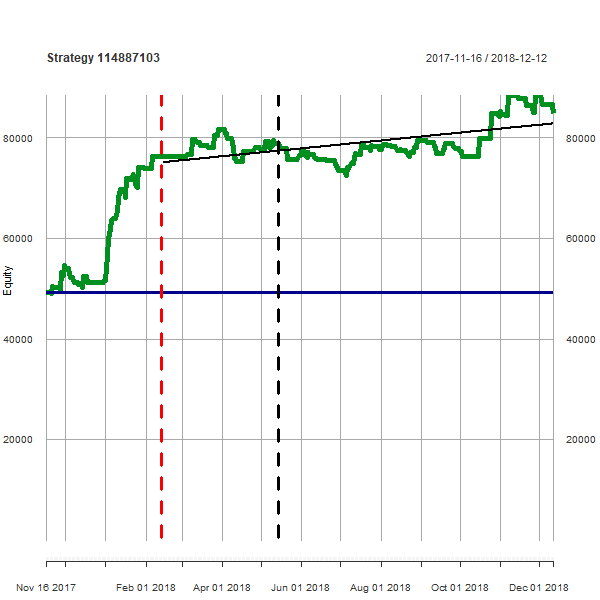 Strategy 114887103
2017-11-16 / 2018-12-12
80000
80000
60000
60000
Equity
40000
40000
20000
20000
Nov 16 2017
Feb 01 2018
Apr 01 2018
Jun 01 2018
Aug 01 2018
Oct 01 2018
Dec 01 2018